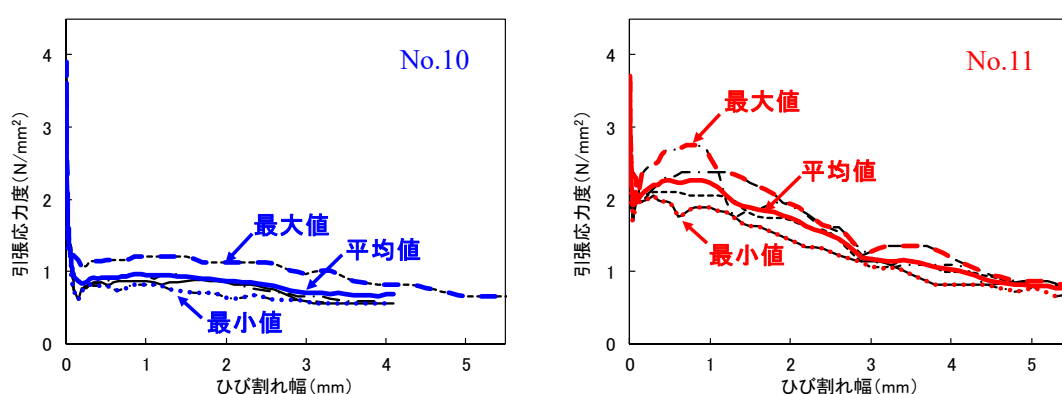 No.10
4
3
2
1
0
引張応力度(N/mm²)
最大値
平均値
最小値
0 1 2 3 4 5
ひび割れ幅(mm)
No.11
4
3
2
1
0
引張応力度(N/mm²)
最大値
平均値
最小値
0 1 2 3 4 5
ひび割れ幅(mm)